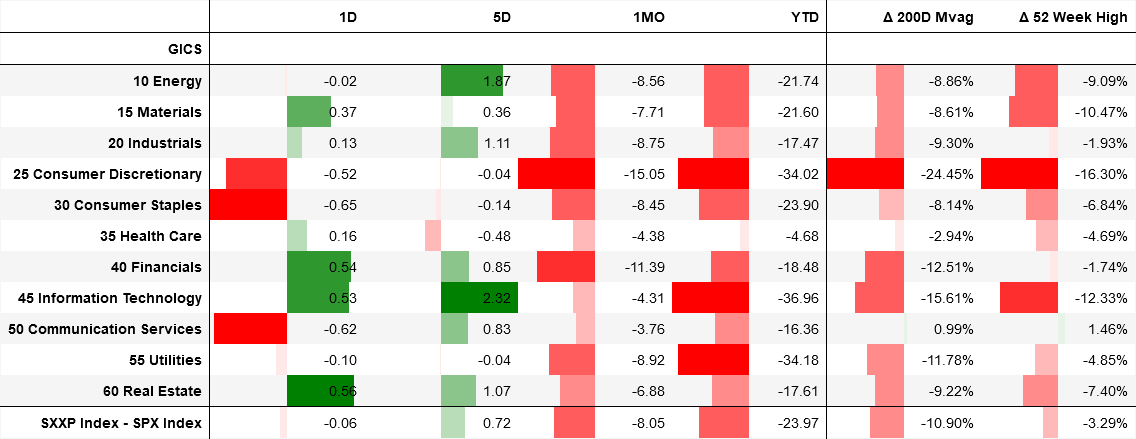 1D 5D 1MO YTD Δ 200D Mvag Δ 52 Week High
GICS
10 Energy -0.02 1.87 -8.56 -21.74 -8.86% -9.09%
15 Materials 0.37 0.36 -7.71 -21.60 -8.61% -10.47%
20 Industrials 0.13 1.11 -8.75 -17.47 -9.30% -1.93%
25 Consumer Discretionary -0.52 -0.04 -15.05 -34.02 -24.45% -16.30%
30 Consumer Staples -0.65 -0.14 -8.45 -23.90 -8.14% -6.84%
35 Health Care 0.16 -0.48 -4.38 -4.68 -2.94% -4.69%
40 Financials 0.54 0.85 -11.39 -18.48 -12.51% -1.74%
45 Information Technology 0.53 2.32 -4.31 -36.96 -15.61% -12.33%
50 Communication Services -0.62 0.83 -3.76 -16.36 0.99% 1.46%
55 Utilities -0.10 -0.04 -8.92 -34.18 -11.78% -4.85%
60 Real Estate 0.56 1.07 -6.88 -17.61 -9.22% -7.40%
SXXP Index - SPX Index -0.06 0.72 -8.05 -23.97 -10.90% -3.29%